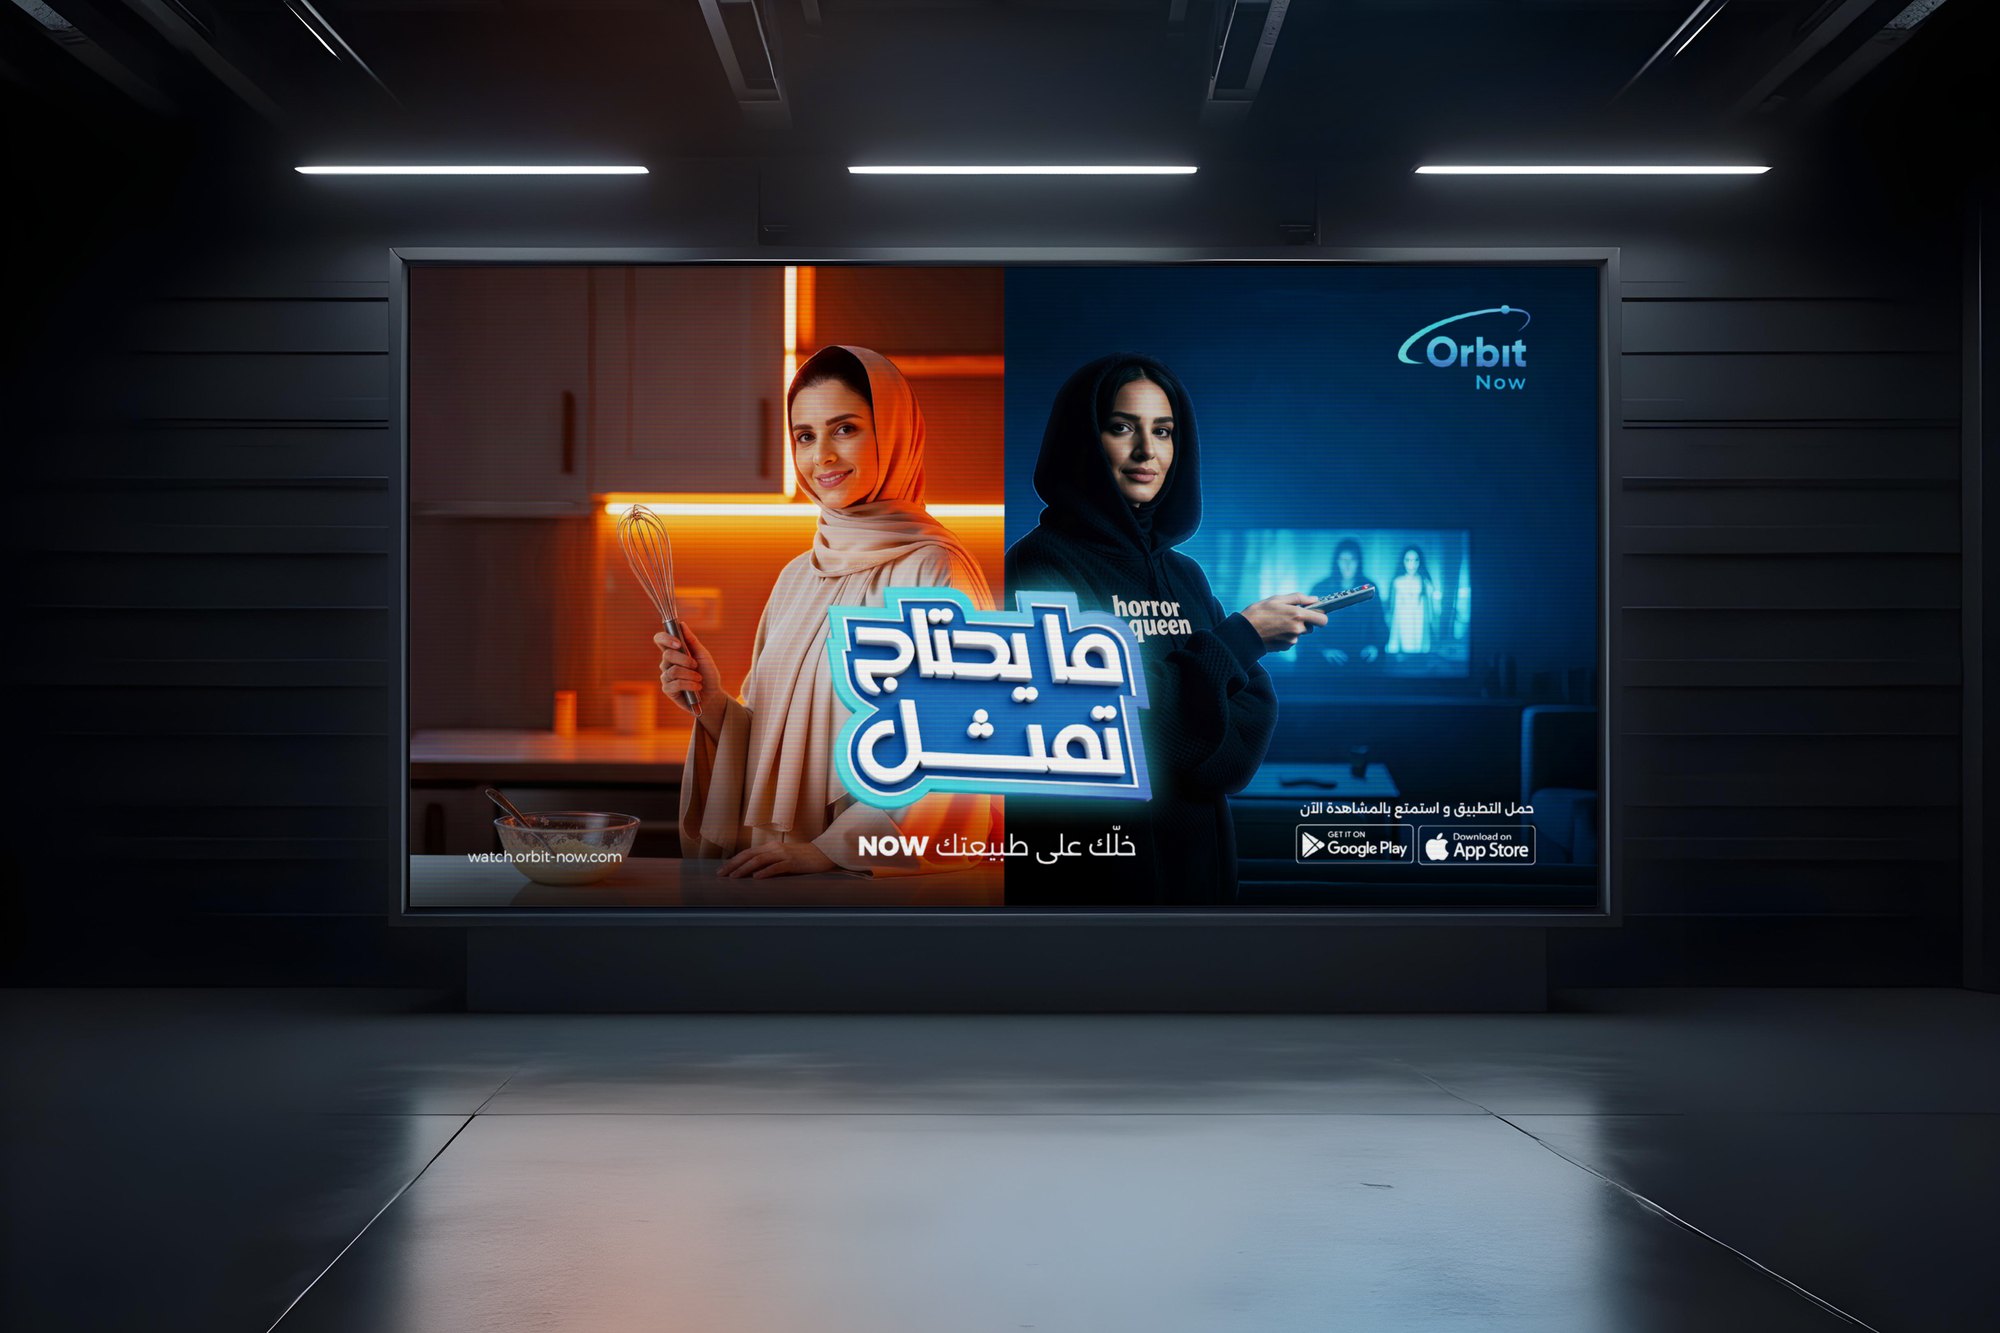 Orbit
Now
horror
queen
ما يحتاج
تمثل
خلّك على طبيعتك NOW
watch.orbit-now.com
حمل التطبيق و استمتع بالمشاهدة الآن
GET IT ON
Google Play
Download on
App Store